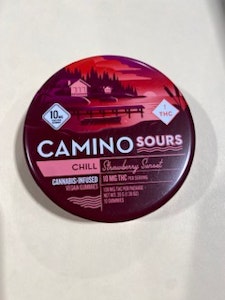 10MG
THC
CAMINO SOURS
CHILL Strawberry Sunset
CANNABIS-INFUSED 10 MG THC PER SERVING
VEGAN GUMMIES 100 MG THC PER PACKAGE
10 GUMMIES